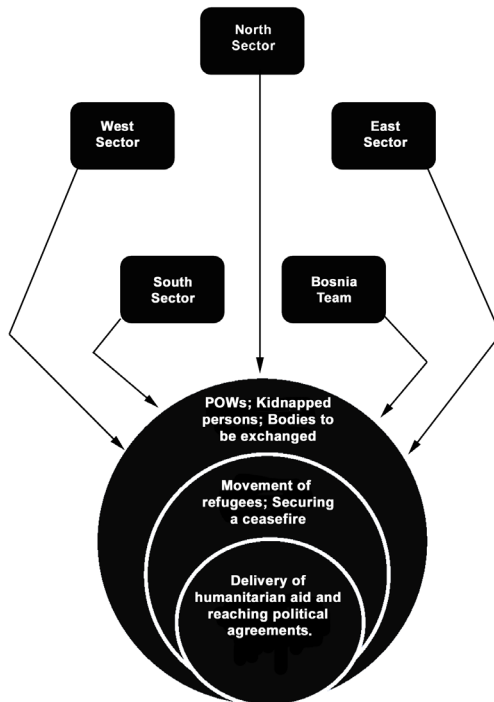 North
Sector
West
Sector
East
Sector
South
Sector
Bosnia
Team
POWs; Kidnapped
persons; Bodies to
be exchanged
Movement of
refugees; Securing
a ceasefire
Delivery of
humanitarian aid and
reaching political
agreements.